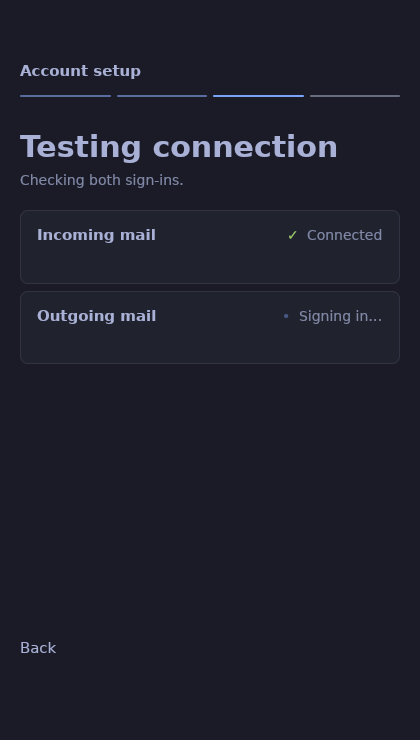 Account setup
Testing connection
Checking both sign-ins.
Incoming mail ✓ Connected
Outgoing mail • Signing in…
Back